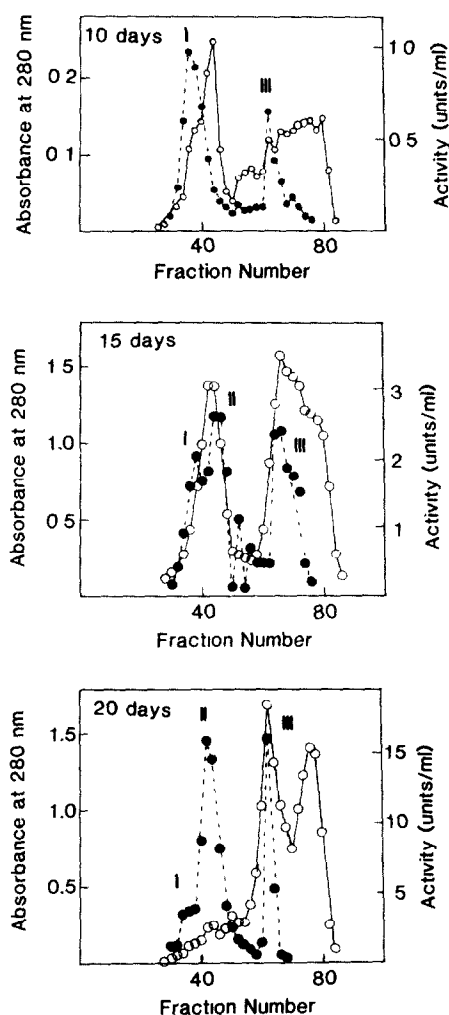 10 days
I
III
Absorbance at 280 nm
0 2
0 1
1 0
0 5
Activity (units/ml)
40
80
Fraction Number
15 days
I
II
III
Absorbance at 280 nm
1 5
1.0
0 5
3
2
1
Activity (units/ml)
40
80
Fraction Number
20 days
I
II
III
Absorbance at 280 nm
1.5
1.0
0.5
15
10
5
Activity (units/ml)
40
80
Fraction Number